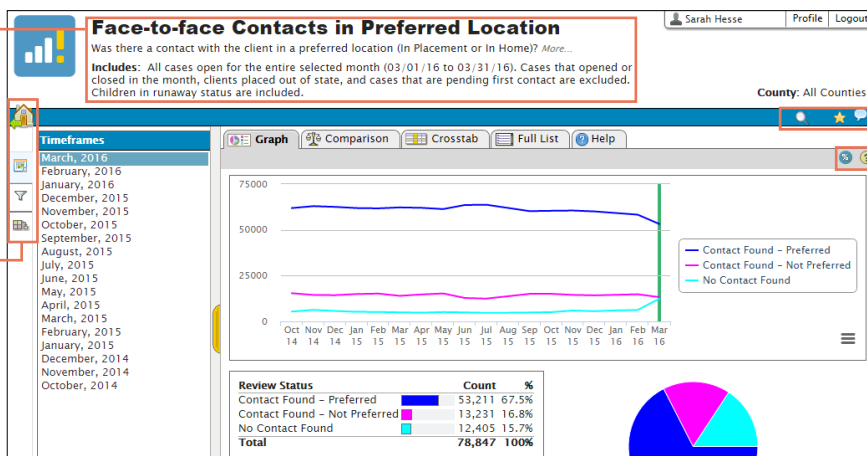 Face-to-face Contacts in Preferred Location
Sarah Hesse
Profile
Logout
Was there a contact with the client in a preferred location (In Placement or In Home)? More...
Includes: All cases open for the entire selected month (03/01/16 to 03/31/16). Cases that opened or
closed in the month, clients placed out of state, and cases that are pending first contact are excluded.
Children in runaway status are included.
County: All Counties
Timeframes
March, 2016
February, 2016
January, 2016
December, 2015
November, 2015
October, 2015
September, 2015
August, 2015
July, 2015
June, 2015
May, 2015
April, 2015
March, 2015
February, 2015
January, 2015
December, 2014
November, 2014
October, 2014
Graph
Comparison
Crosstab
Full List
? Help
%
?
75000
50000
25000
0
Oct Nov Dec Jan Feb Mar Apr May Jun Jul Aug Sep Oct Nov Dec Jan Feb Mar
14 14 14 15 15 15 15 15 15 15 15 15 15 15 15 16 16 16
Contact Found - Preferred
Contact Found - Not Preferred
No Contact Found
Review Status Count %
Contact Found - Preferred 53,211 67.5%
Contact Found - Not Preferred 13,231 16.8%
No Contact Found 12,405 15.7%
Total 78,847 100%